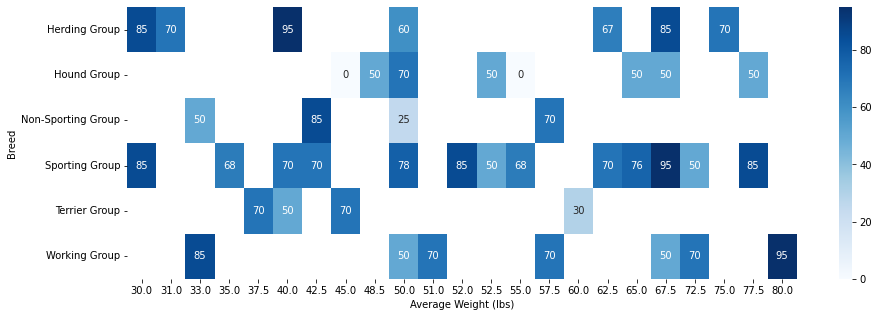 Herding Group 85 70 95 60 67 85 70
Hound Group 0 50 70 50 0 50 50 50
Non-Sporting Group 50 85 25 70
Sporting Group 85 68 70 70 78 85 50 68 70 76 95 50 85
Terrier Group 70 50 70 30
Working Group 85 50 70 70 50 70 95
30.0 31.0 33.0 35.0 37.5 40.0 42.5 45.0 48.5 50.0 51.0 52.0 52.5 55.0 57.5 60.0 62.5 65.0 67.5 72.5 75.0 77.5 80.0
Average Weight (lbs)
Breed
80
60
40
20
0